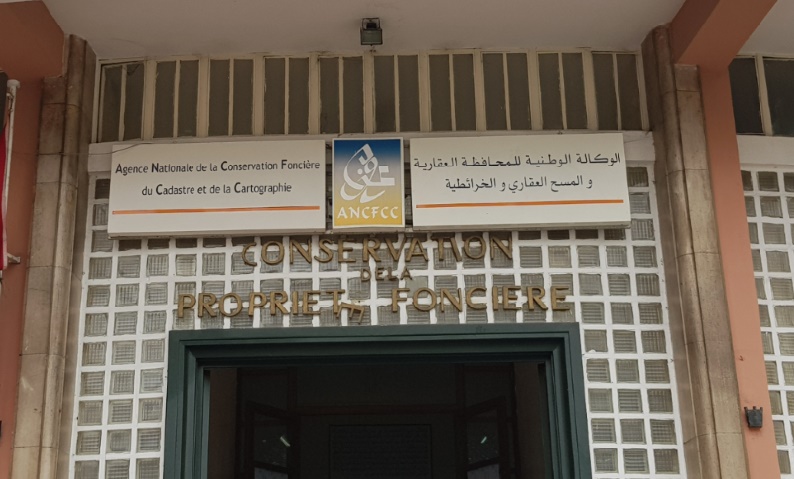 Agence Nationale de la Conservation Foncière
du Cadastre et de la Cartographie
ANCFCC
الوكالة الوطنية للمحافظة العقارية
و المسح العقاري و الخرائطية
CONSERVATION
DE LA
PROPRIETE FONCIERE